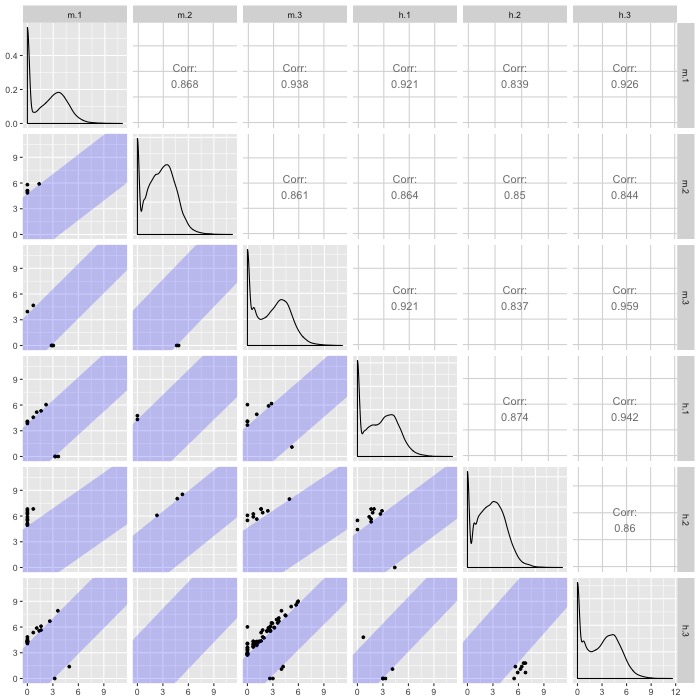 m.1 m.2 m.3 h.1 h.2 h.3
0.4
0.2
0.0
Corr:
0.868
Corr:
0.938
Corr:
0.921
Corr:
0.839
Corr:
0.926
m.1
9
6
3
0
Corr:
0.861
Corr:
0.864
Corr:
0.85
Corr:
0.844
m.2
9
6
3
0
Corr:
0.921
Corr:
0.837
Corr:
0.959
m.3
9
6
3
0
Corr:
0.874
Corr:
0.942
h.1
9
6
3
0
Corr:
0.86
h.2
9
6
3
0
h.3
0 3 6 9 0 3 6 9 0 3 6 9 0 3 6 9 0 3 6 9 0 3 6 9 12